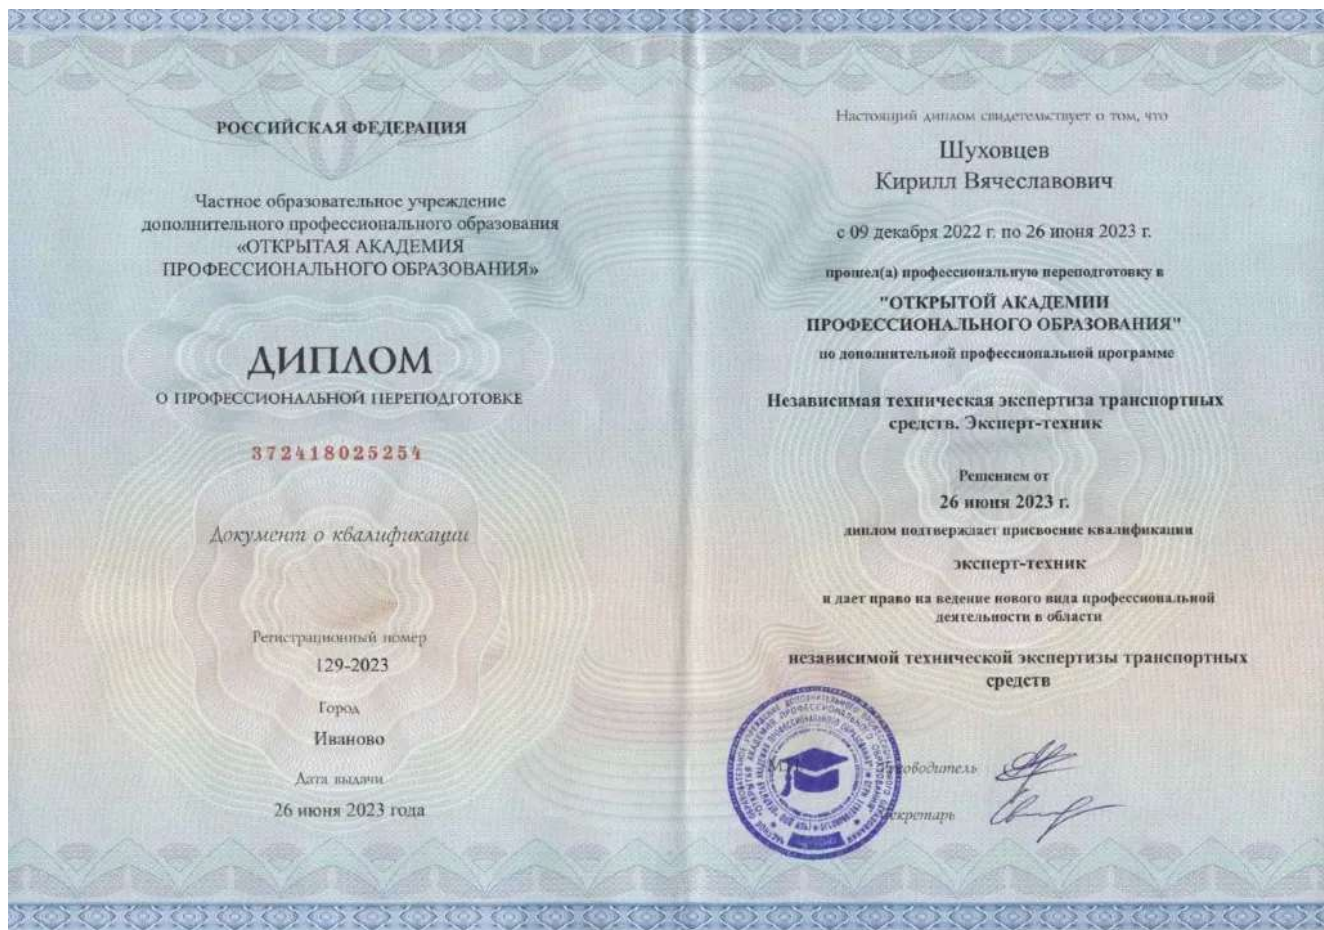 РОССИЙСКАЯ ФЕДЕРАЦИЯ
Частное образовательное учреждение
дополнительного профессионального образования
«ОТКРЫТАЯ АКАДЕМИЯ
ПРОФЕССИОНАЛЬНОГО ОБРАЗОВАНИЯ»
ДИПЛОМ
О ПРОФЕССИОНАЛЬНОЙ ПЕРЕПОДГОТОВКЕ
372418025254
Документ о квалификации
Регистрационный номер
129-2023
Город
Иваново
Дата выдачи
26 июня 2023 года
Настоящий диплом свидетельствует о том, что
Шуховцев
Кирилл Вячеславович
с 09 декабря 2022 г. по 26 июня 2023 г.
прошел(а) профессиональную переподготовку в
"ОТКРЫТОЙ АКАДЕМИИ
ПРОФЕССИОНАЛЬНОГО ОБРАЗОВАНИЯ"
по дополнительной профессиональной программе
Независимая техническая экспертиза транспортных
средств. Эксперт-техник
Решением от
26 июня 2023 г.
диплом подтверждает присвоение квалификации
эксперт-техник
и дает право на ведение нового вида профессиональной
деятельности в области
независимой технической экспертизы транспортных
средств
М.П.
Руководитель
Секретарь